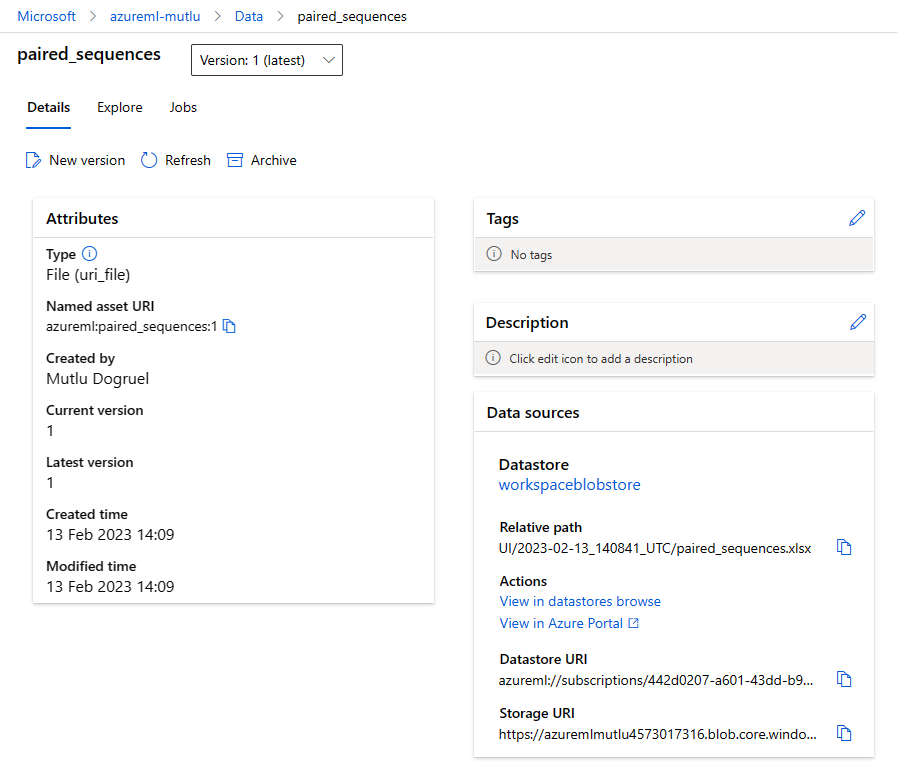 Microsoft > azureml-mutlu > Data > paired_sequences
paired_sequences
Version: 1 (latest)
Details Explore Jobs
New version Refresh Archive
Attributes
Type
File (uri_file)
Named asset URI
azureml:paired_sequences:1
Created by
Mutlu Dogruel
Current version
1
Latest version
1
Created time
13 Feb 2023 14:09
Modified time
13 Feb 2023 14:09
Tags
No tags
Description
Click edit icon to add a description
Data sources
Datastore
workspaceblobstore
Relative path
UI/2023-02-13_140841_UTC/paired_sequences.xlsx
Actions
View in datastores browse
View in Azure Portal
Datastore URI
azureml://subscriptions/442d0207-a601-43dd-b9...
Storage URI
https://azuremlmutlu4573017316.blob.core.windo...